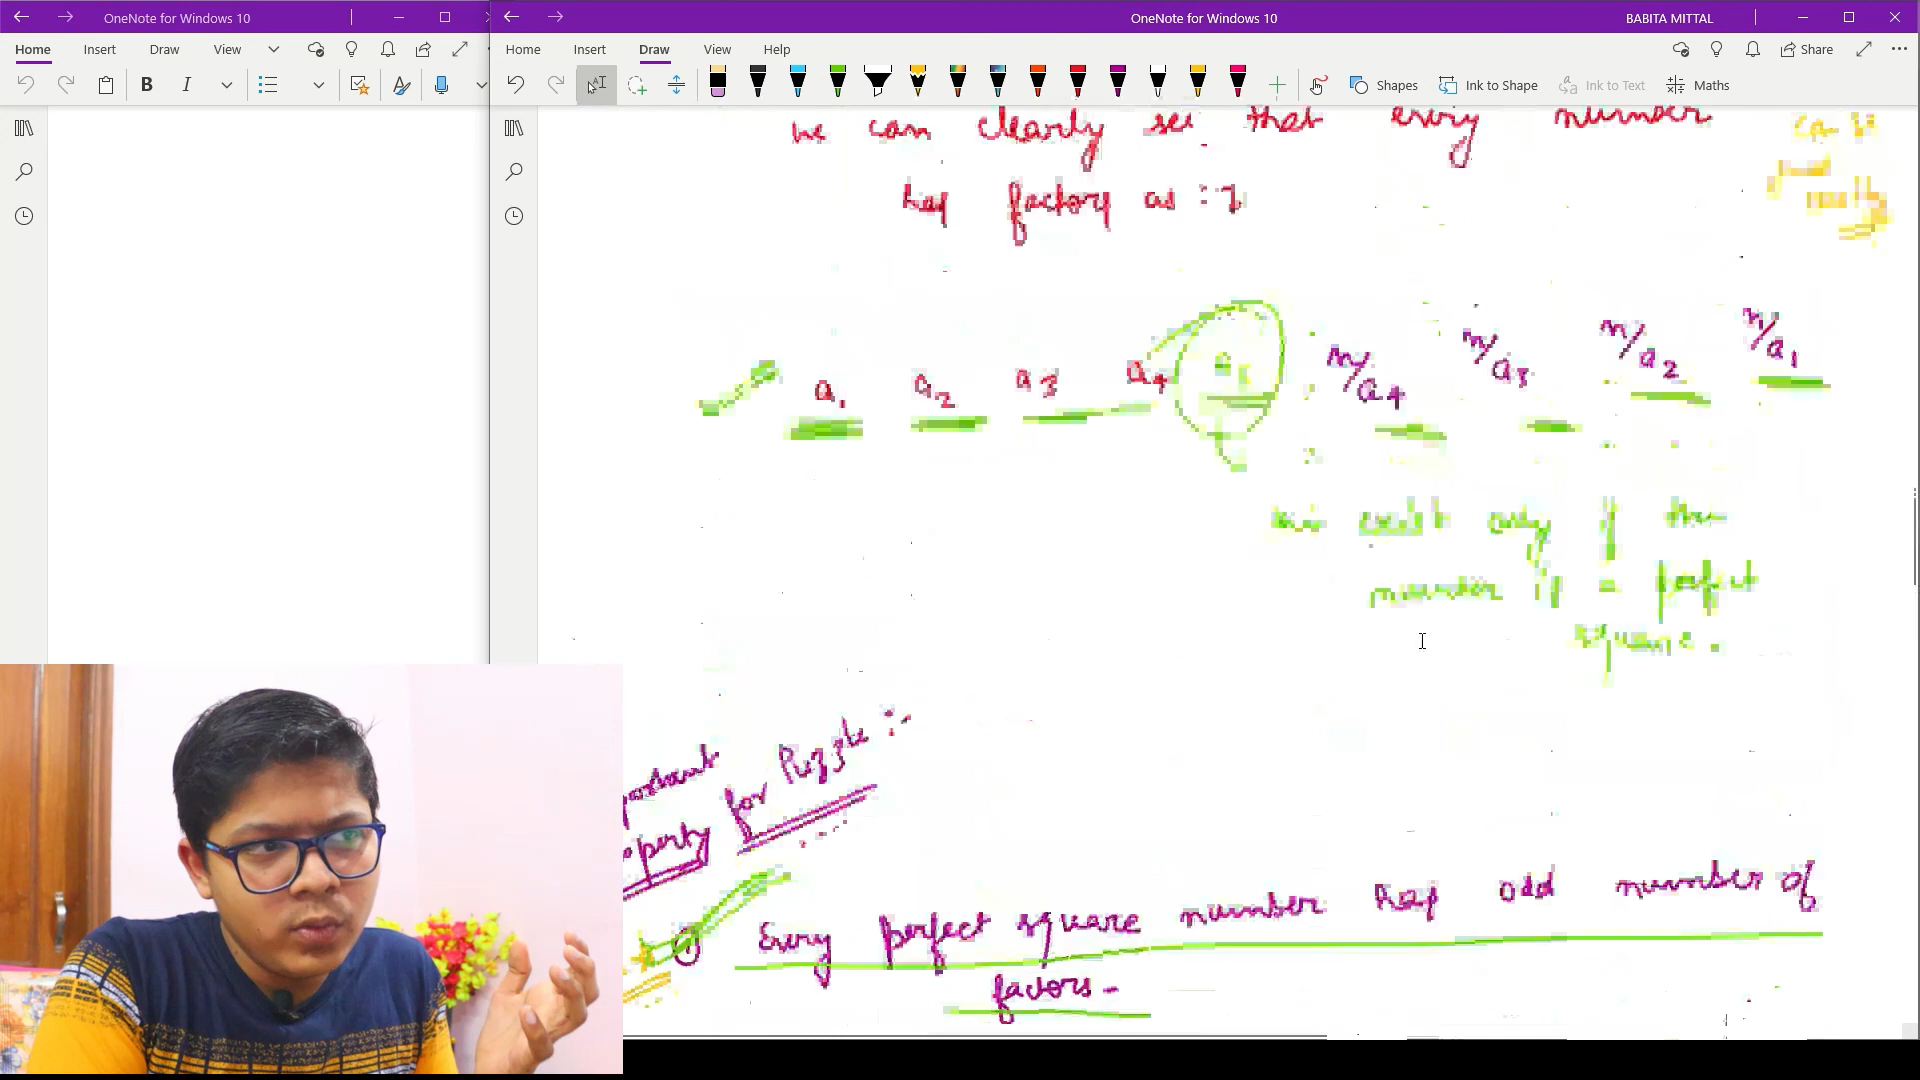 OneNote for Windows 10
OneNote for Windows 10
BABITA MITTAL
Home Insert Draw View
Home Insert Draw View Help
Share
B I
Shapes Ink to Shape Ink to Text Maths
we can clearly see that every number
has factors as :-
can be
a1 a2 a3 a4 n/a4 n/a3 n/a2 n/a1
exist only if the
number is a perfect
square.
for Puzzle :-
Every perfect square number has odd number of
factors -